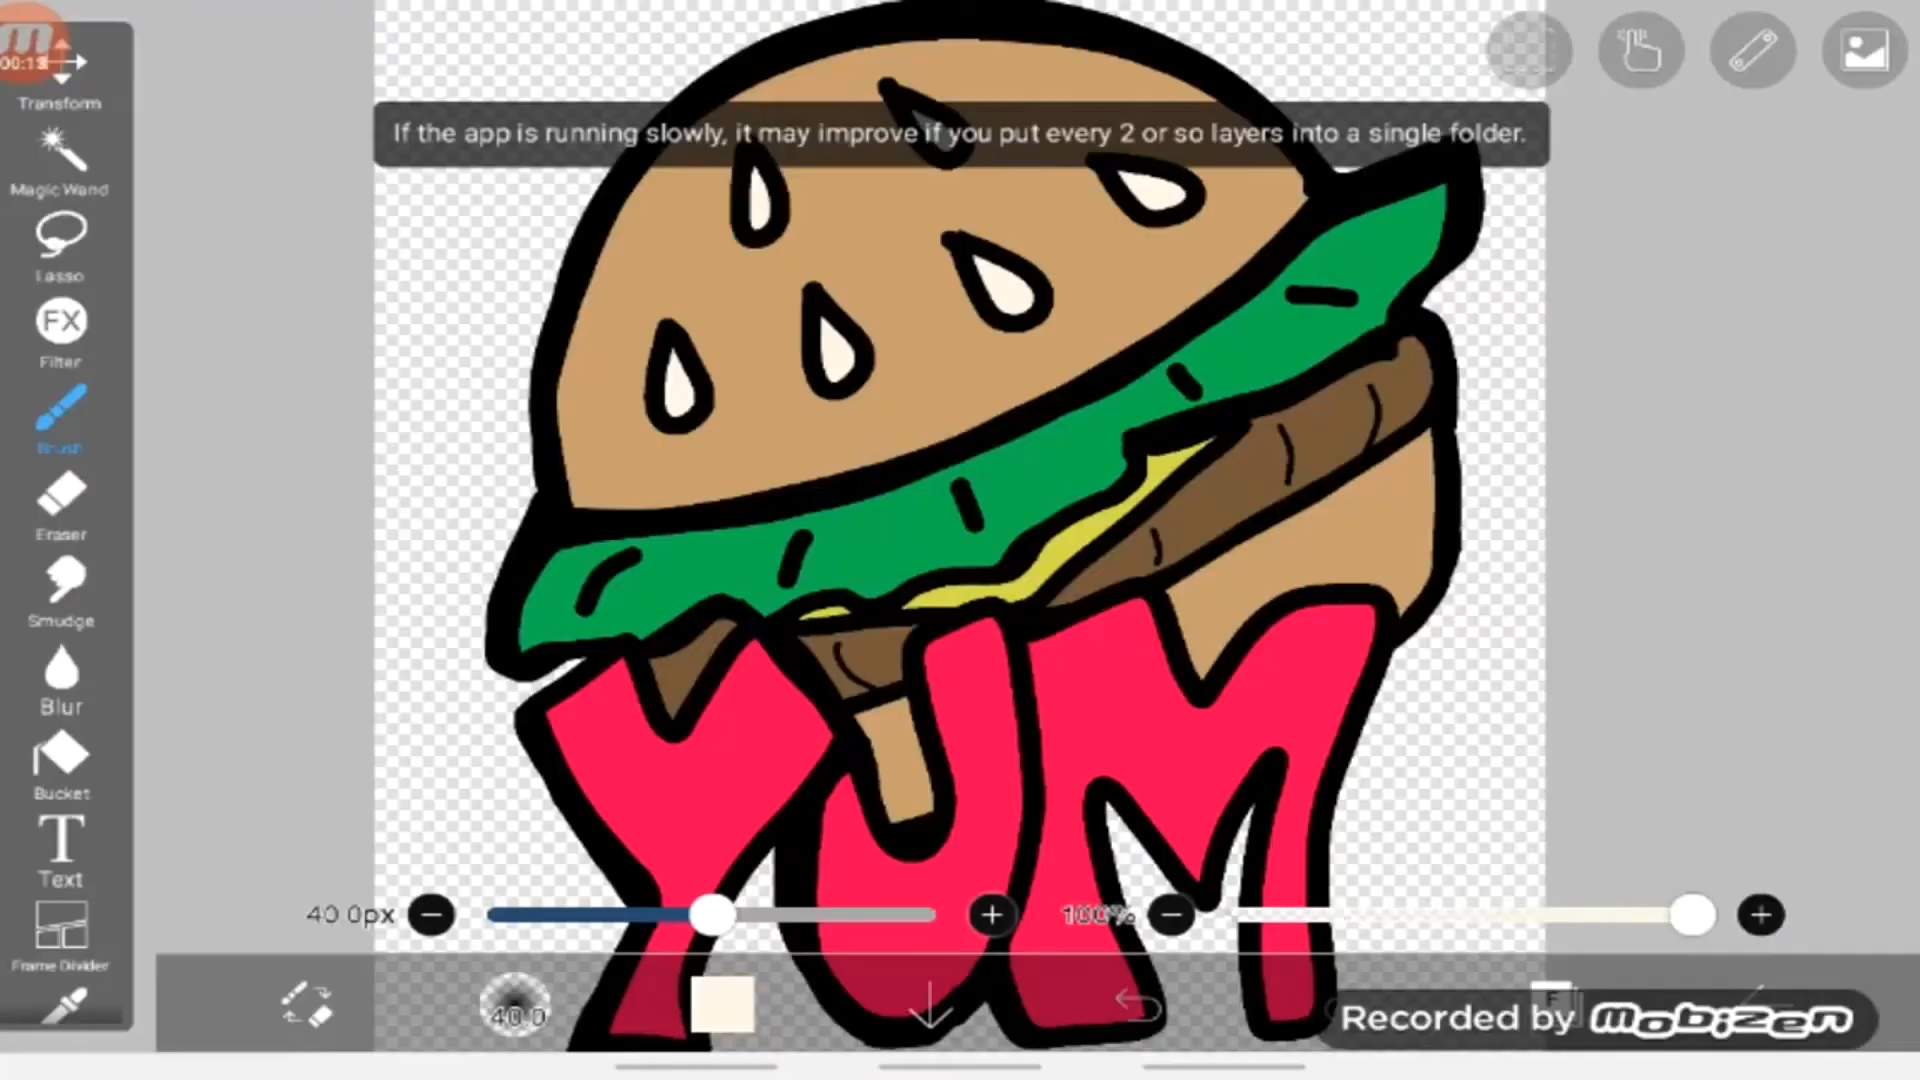 00:13
Transform
If the app is running slowly, it may improve if you put every 2 or so layers into a single folder.
Magic Wand
Lasso
FX
Filter
Brush
Eraser
Smudge
Blur
Bucket
T
Text
Frame Divider
YUM
40.0px
100%
40.0
F
Recorded by Mobizen